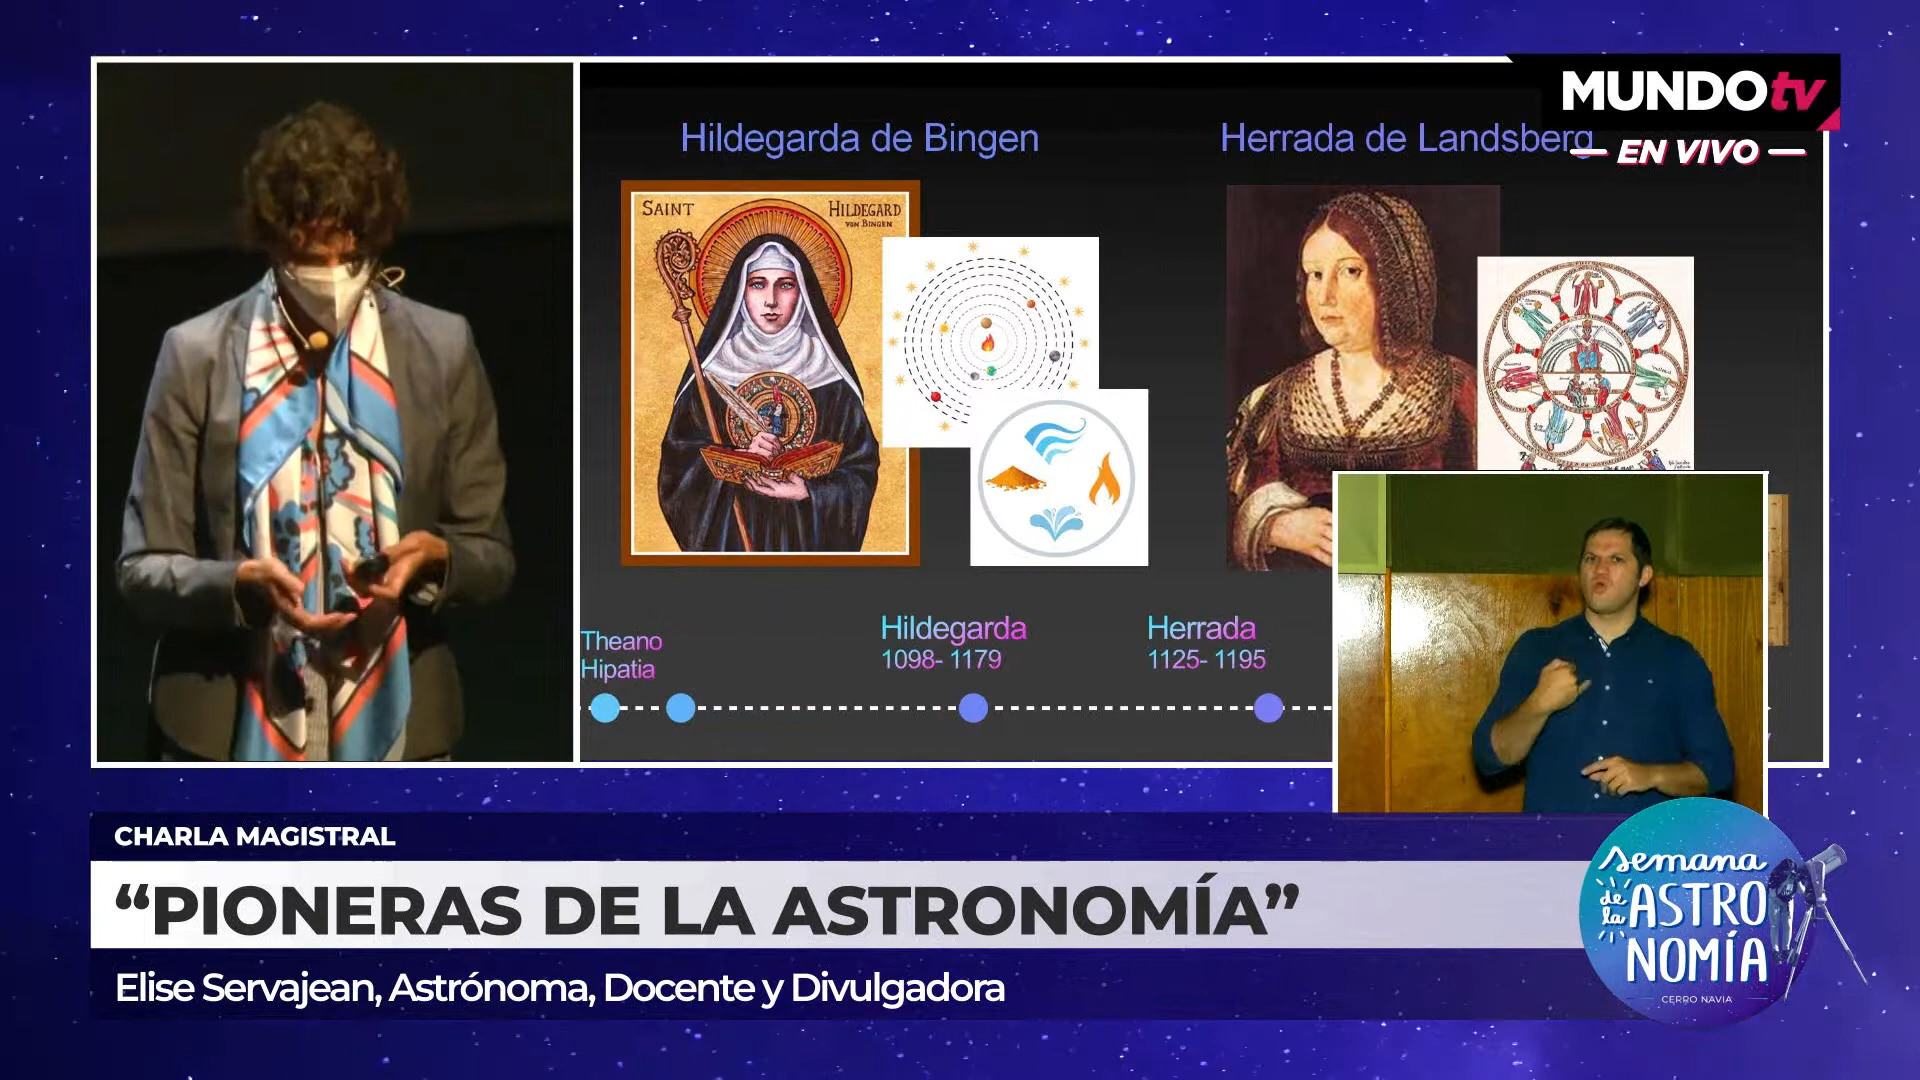 MUNDOtv
EN VIVO
Hildegarda de Bingen
Herrada de Landsberg
SAINT HILDEGARD
VON BINGEN
Theano
Hipatia
Hildegarda
1098- 1179
Herrada
1125- 1195
CHARLA MAGISTRAL
“PIONERAS DE LA ASTRONOMÍA”
Elise Servajean, Astrónoma, Docente y Divulgadora
Semana
de la
ASTRO
NOMÍA
CERRO NAVIA